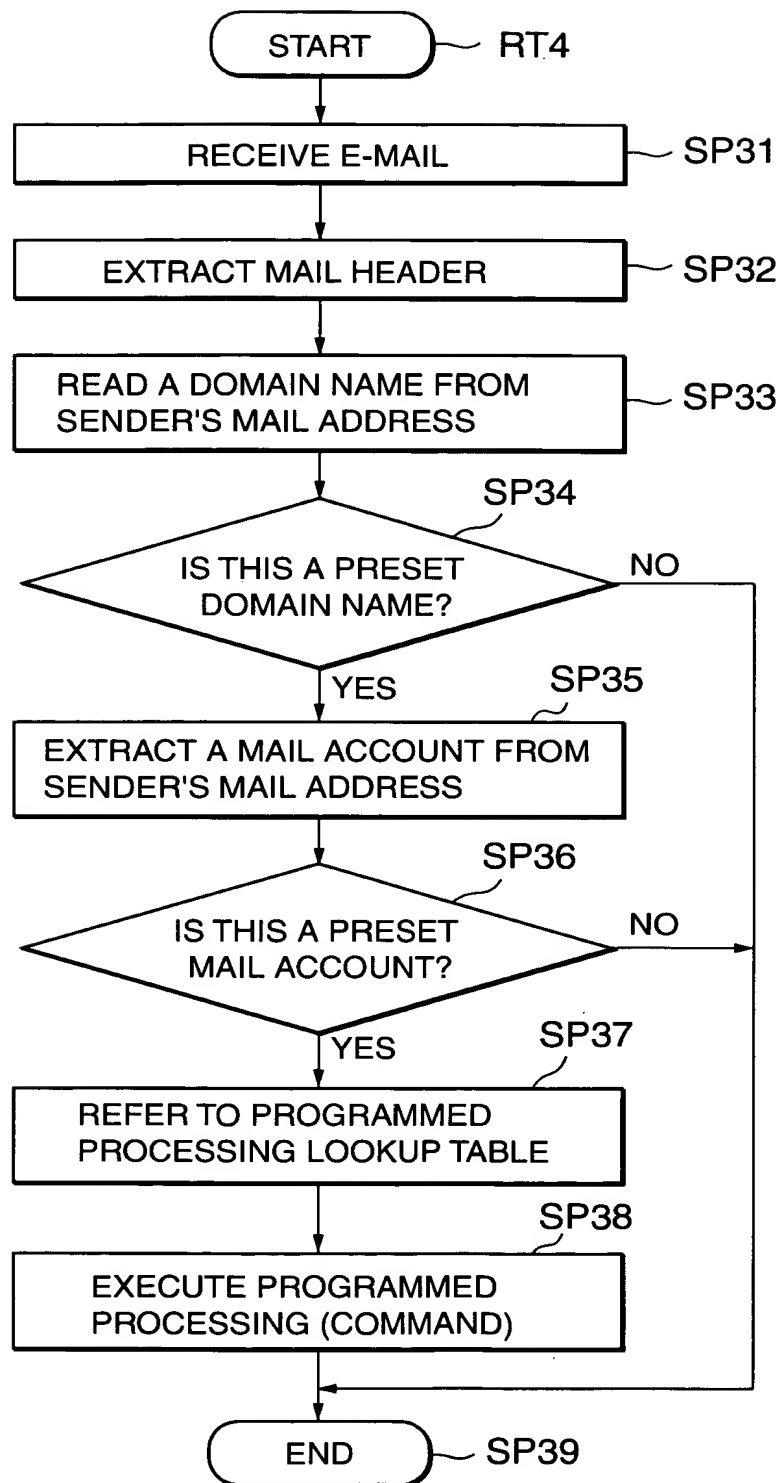 START
RT4
RECEIVE E-MAIL
SP31
EXTRACT MAIL HEADER
SP32
READ A DOMAIN NAME FROM
SENDER'S MAIL ADDRESS
SP33
SP34
IS THIS A PRESET
DOMAIN NAME?
NO
YES
SP35
EXTRACT A MAIL ACCOUNT FROM
SENDER'S MAIL ADDRESS
SP36
IS THIS A PRESET
MAIL ACCOUNT?
NO
YES
SP37
REFER TO PROGRAMMED
PROCESSING LOOKUP TABLE
SP38
EXECUTE PROGRAMMED
PROCESSING (COMMAND)
END
SP39